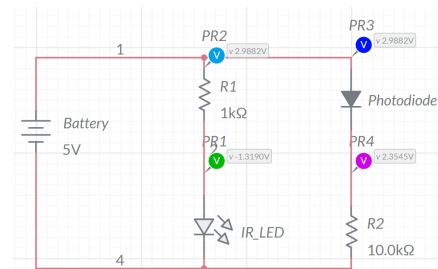 1
PR2
V
v 2.9882V
PR3
V
v 2.9882V
R1
1kΩ
Photodiode
Battery
5V
PR1
2
V
v -1.3190V
PR4
V
v 2.3545V
IR_LED
R2
10.0kΩ
4